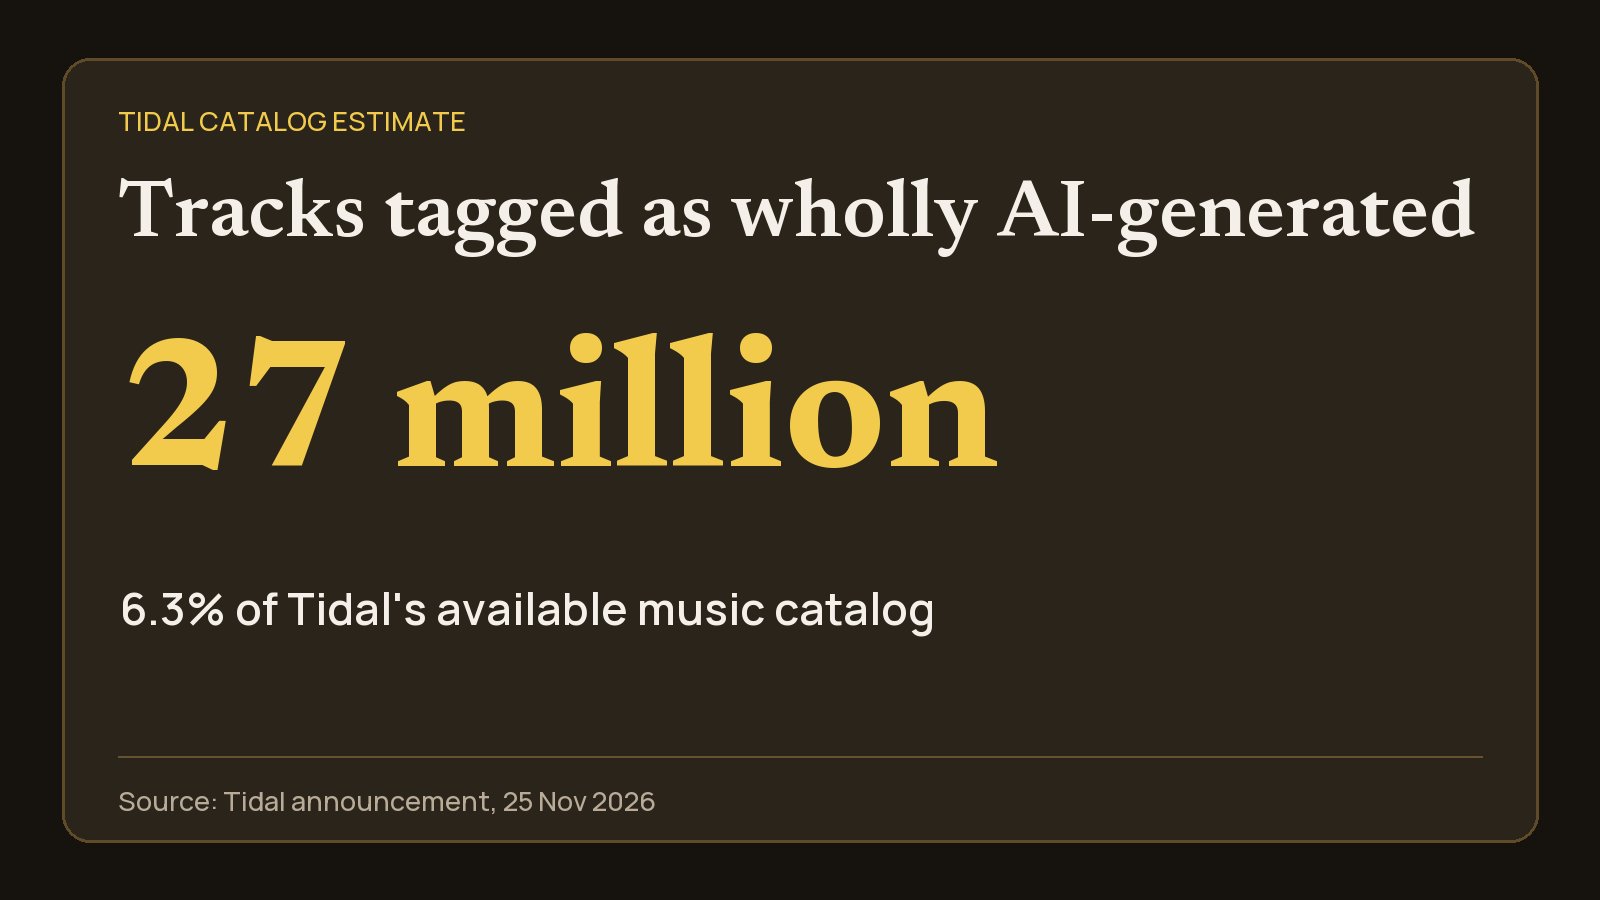 TIDAL CATALOG ESTIMATE
Tracks tagged as wholly AI-generated
27 million
6.3% of Tidal's available music catalog
Source: Tidal announcement, 25 Nov 2026